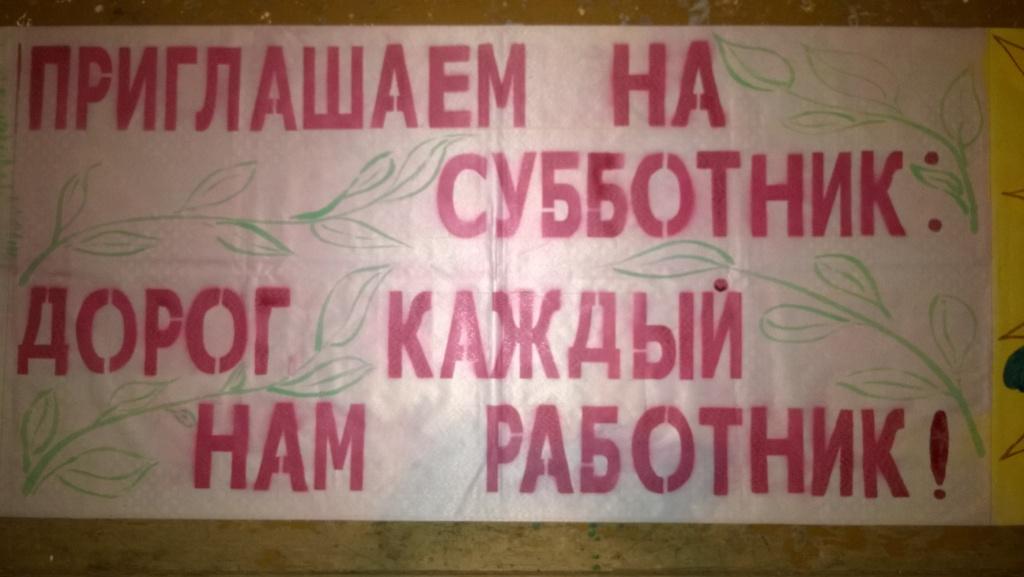 ПРИГЛАШАЕМ НА
СУББОТНИК:
ДОРОГ КАЖДЫЙ
НАМ РАБОТНИК!